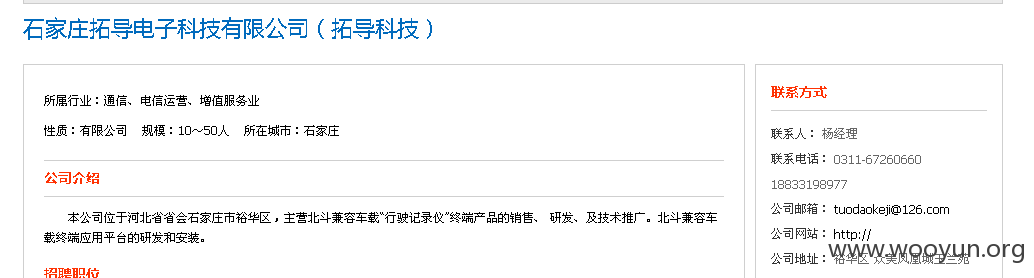 石家庄拓导电子科技有限公司（拓导科技）
所属行业：通信、电信运营、增值服务业
性质：有限公司 规模：10～50人 所在城市：石家庄
公司介绍
本公司位于河北省省会石家庄市裕华区，主营北斗兼容车载“行驶记录仪”终端产品的销售、 研发、及技术推广。北斗兼容车
载终端应用平台的研发和安装。
招聘职位
联系方式
联系人： 杨经理
联系电话： 0311-67260660
18833198977
公司邮箱： tuodaokeji@126.com
公司网站： http://
公司地址： 裕华区 众美凤凰城玉兰苑
www.wooyun.org